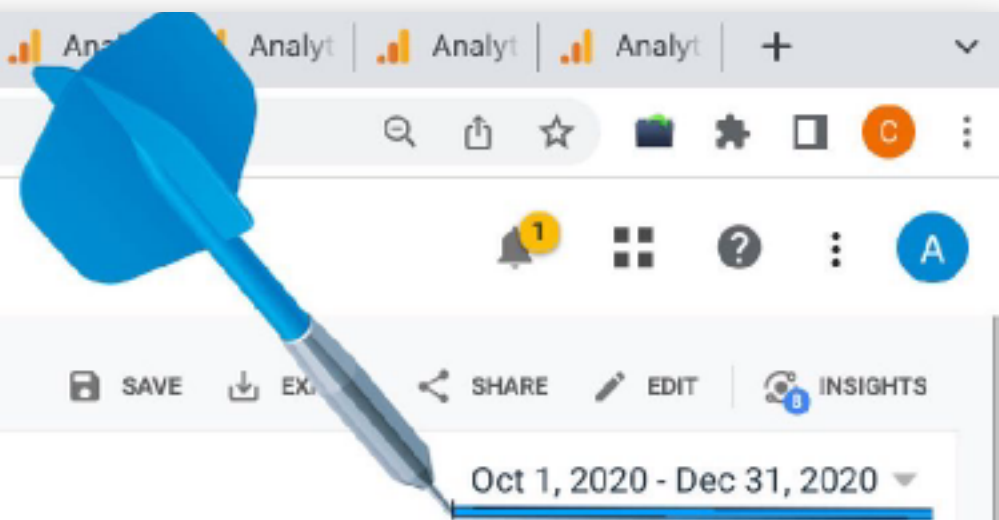 Analyt Analyt Analyt
C
1
A
SAVE SHARE EDIT INSIGHTS
8
Oct 1, 2020 - Dec 31, 2020